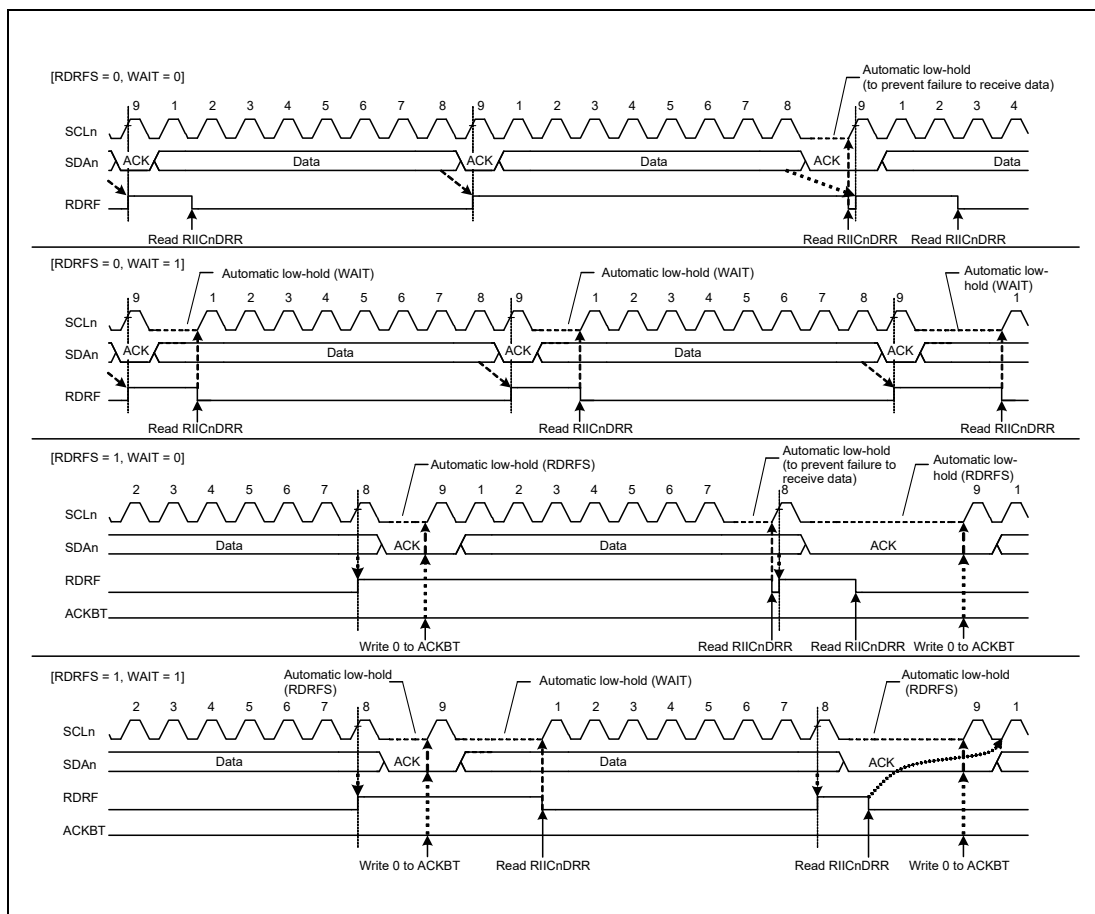 [RDRFS = 0, WAIT = 0]
Automatic low-hold
(to prevent failure to receive data)
9 1 2 3 4 5 6 7 8 9 1 2 3 4 5 6 7 8 9 1 2 3 4
SCLn
SDAn ACK Data ACK Data ACK Data
RDRF
Read RIICnDRR Read RIICnDRR Read RIICnDRR
[RDRFS = 0, WAIT = 1]
Automatic low-hold (WAIT) Automatic low-hold (WAIT) Automatic low-
hold (WAIT)
9 1 2 3 4 5 6 7 8 9 1 2 3 4 5 6 7 8 9 1
SCLn
SDAn ACK Data ACK Data ACK
RDRF
Read RIICnDRR Read RIICnDRR Read RIICnDRR
[RDRFS = 1, WAIT = 0]
Automatic low-hold (RDRFS) Automatic low-hold
(to prevent failure to
receive data)
Automatic low-
hold (RDRFS)
2 3 4 5 6 7 8 9 1 2 3 4 5 6 7 8 9 1
SCLn
SDAn Data ACK Data ACK
RDRF
ACKBT
Write 0 to ACKBT Read RIICnDRR Read RIICnDRR Write 0 to ACKBT
[RDRFS = 1, WAIT = 1]
Automatic low-hold
(RDRFS)
Automatic low-hold (WAIT)
Automatic low-hold
(RDRFS)
2 3 4 5 6 7 8 9 1 2 3 4 5 6 7 8 9 1
SCLn
SDAn Data ACK Data ACK
RDRF
ACKBT
Write 0 to ACKBT Read RIICnDRR Read RIICnDRR Write 0 to ACKBT